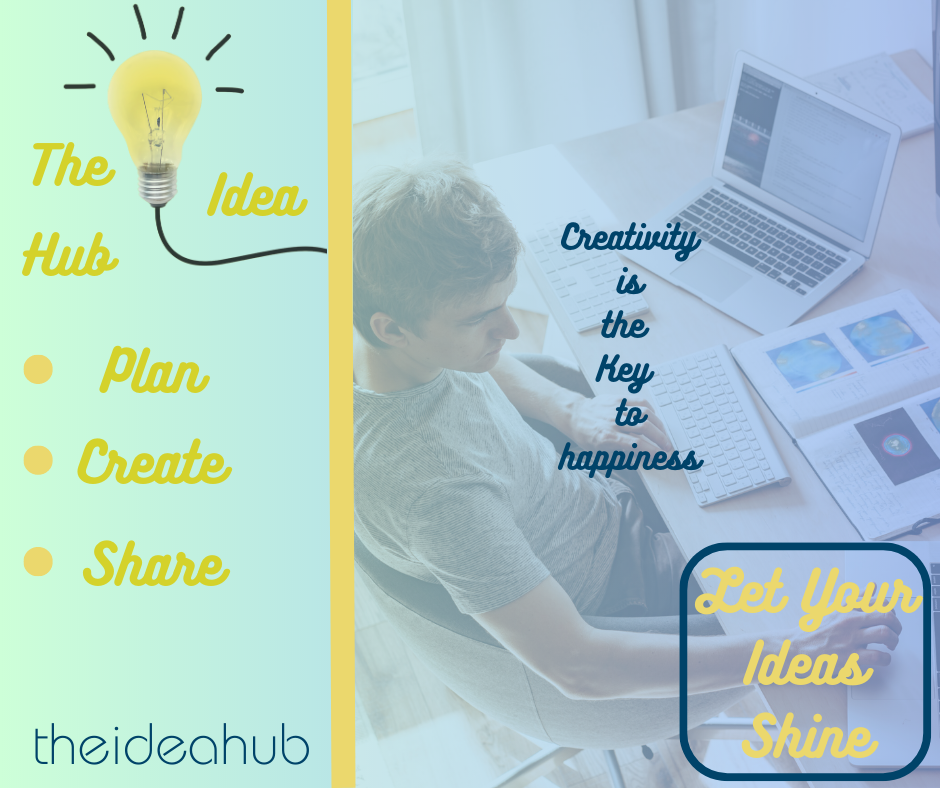 The
Idea
Hub
Plan
Create
Share
theideahub
Creativity
is
the
Key
to
happiness
Let Your
Ideas
Shine